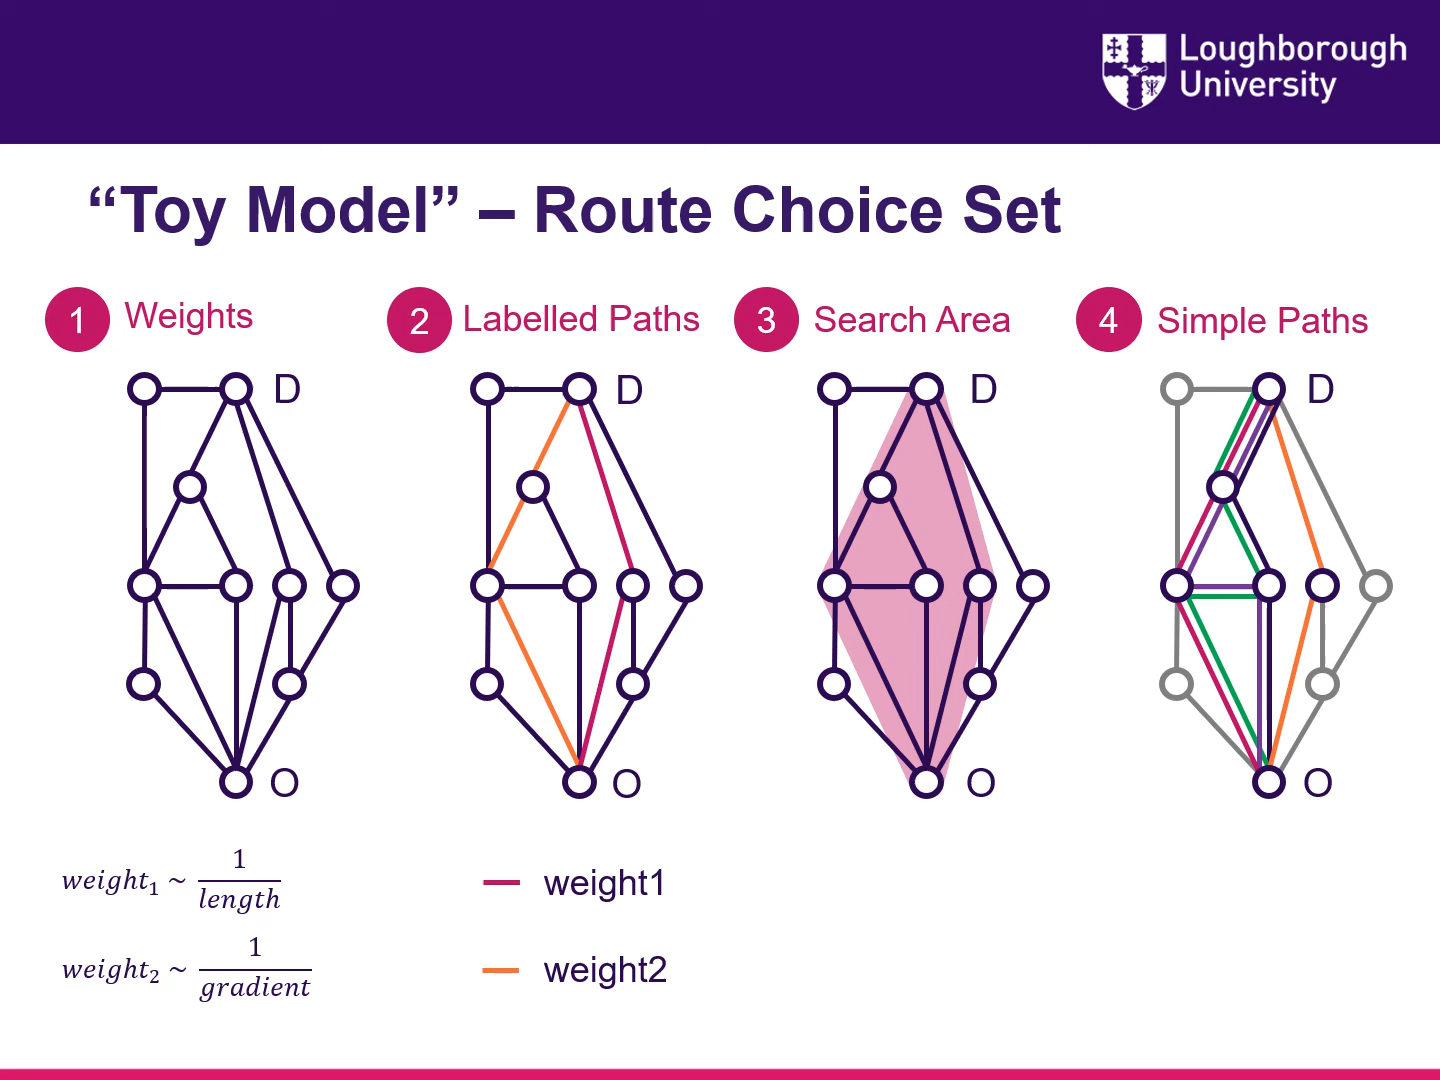 Loughborough
University
“Toy Model” – Route Choice Set
1 Weights
2 Labelled Paths
3 Search Area
4 Simple Paths
D
D
D
D
O
O
O
O
weight₁ ~ 1/length
weight1
weight₂ ~ 1/gradient
weight2